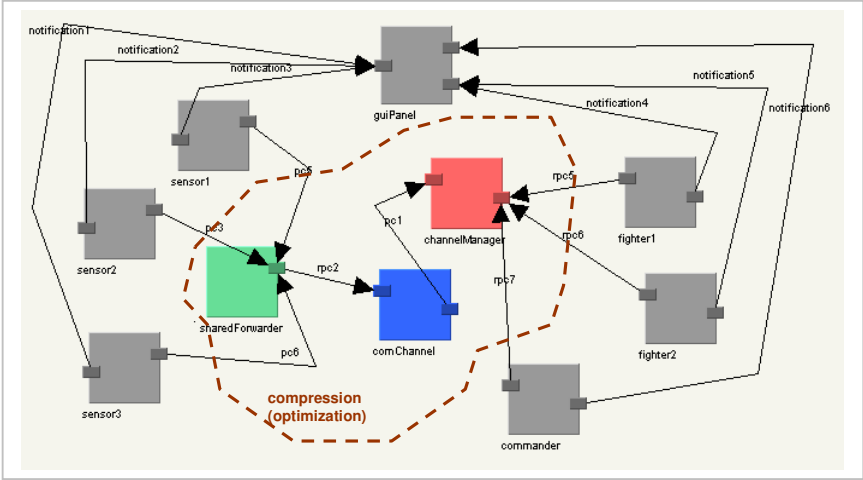 notification1
notification2
notification3
guiPanel
notification5
notification4
notification6
sensor1
pc5
rpc5
fighter1
pc1
channelManager
rpc6
sensor2
pc3
rpc2
rpc7
sharedForwarder
comChannel
fighter2
pc6
sensor3
compression
(optimization)
commander